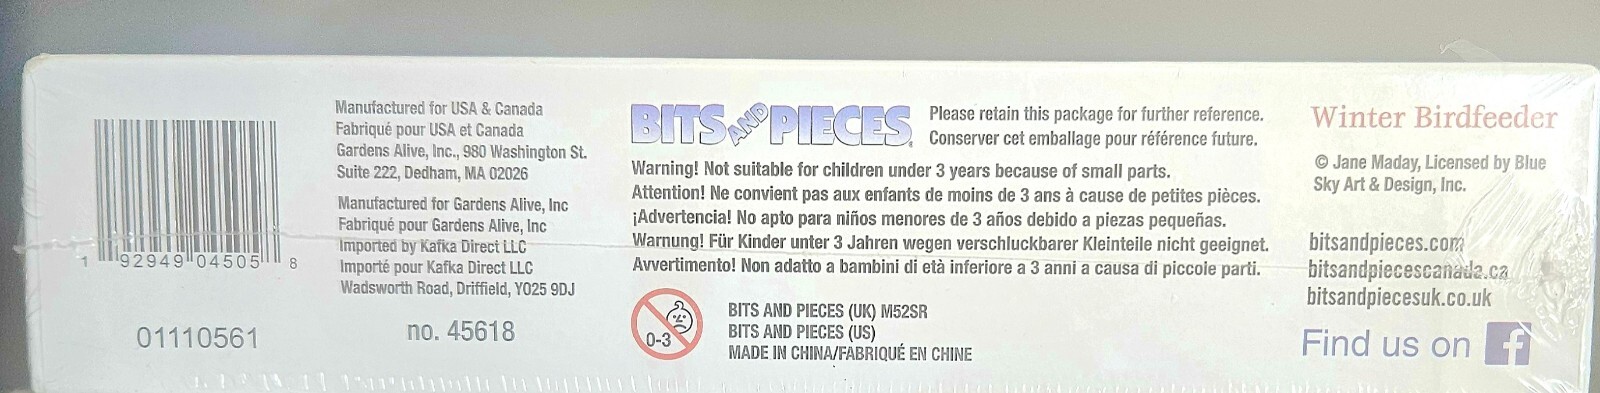 1 92949 04505 8
01110561
Manufactured for USA & Canada
Fabriqué pour USA et Canada
Gardens Alive, Inc., 980 Washington St.
Suite 222, Dedham, MA 02026
Manufactured for Gardens Alive, Inc
Fabriqué pour Gardens Alive, Inc
Imported by Kafka Direct LLC
Importé pour Kafka Direct LLC
Wadsworth Road, Driffield, YO25 9DJ
no. 45618
BITS AND PIECES
Please retain this package for further reference.
Conserver cet emballage pour référence future.
Warning! Not suitable for children under 3 years because of small parts.
Attention! Ne convient pas aux enfants de moins de 3 ans à cause de petites pièces.
¡Advertencia! No apto para niños menores de 3 años debido a piezas pequeñas.
Warnung! Für Kinder unter 3 Jahren wegen verschluckbarer Kleinteile nicht geeignet.
Avvertimento! Non adatto a bambini di età inferiore a 3 anni a causa di piccole parti.
0-3
BITS AND PIECES (UK) M52SR
BITS AND PIECES (US)
MADE IN CHINA/FABRIQUÉ EN CHINE
Winter Birdfeeder
© Jane Maday, Licensed by Blue
Sky Art & Design, Inc.
bitsandpieces.com
bitsandpiecescanada.ca
bitsandpiecesuk.co.uk
Find us on f